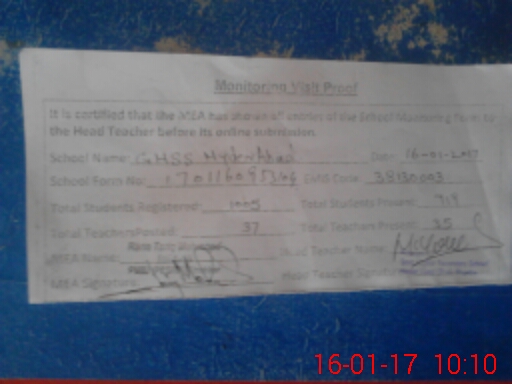 Monitoring Visit Proof
It is certified that the MEA has shown all entries of the School Monitoring Form to
the Head Teacher before its online submission.
School Name: GHSS Hyderabad Date: 16-01-2017
School Form No: EMIS Code: 38130003
Total Students Registered: 1005 Total Students Present: 719
Total Teachers Posted: 37 Total Teachers Present: 35
MEA Name: Head Teacher Name:
MEA Signature: Head Teacher Signature
16-01-17 10:10